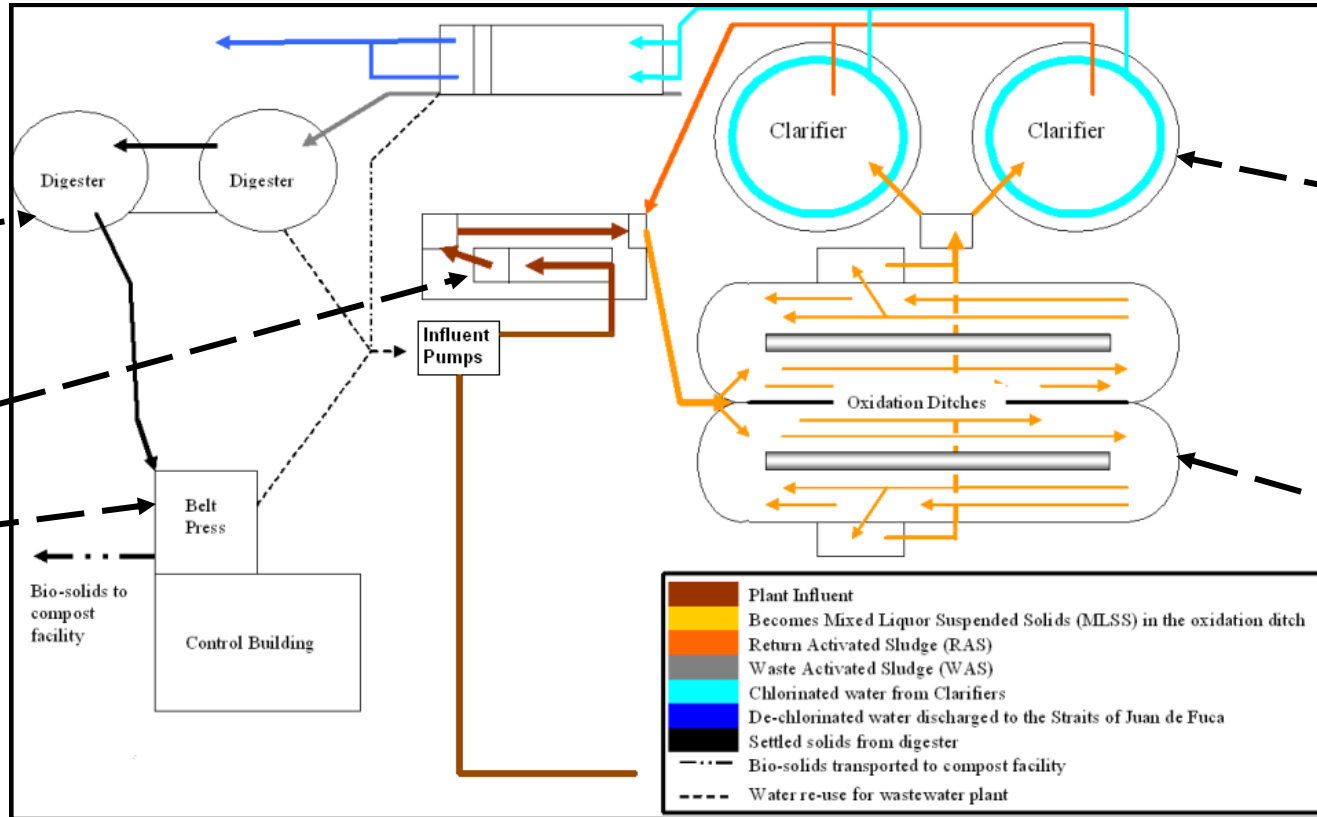 Clarifier
Clarifier
Digester
Digester
Influent
Pumps
Oxidation Ditches
Belt
Press
Bio-solids to
compost
facility
Control Building
Plant Influent
Becomes Mixed Liquor Suspended Solids (MLSS) in the oxidation ditch
Return Activated Sludge (RAS)
Waste Activated Sludge (WAS)
Chlorinated water from Clarifiers
De-chlorinated water discharged to the Straits of Juan de Fuca
Settled solids from digester
Bio-solids transported to compost facility
Water re-use for wastewater plant